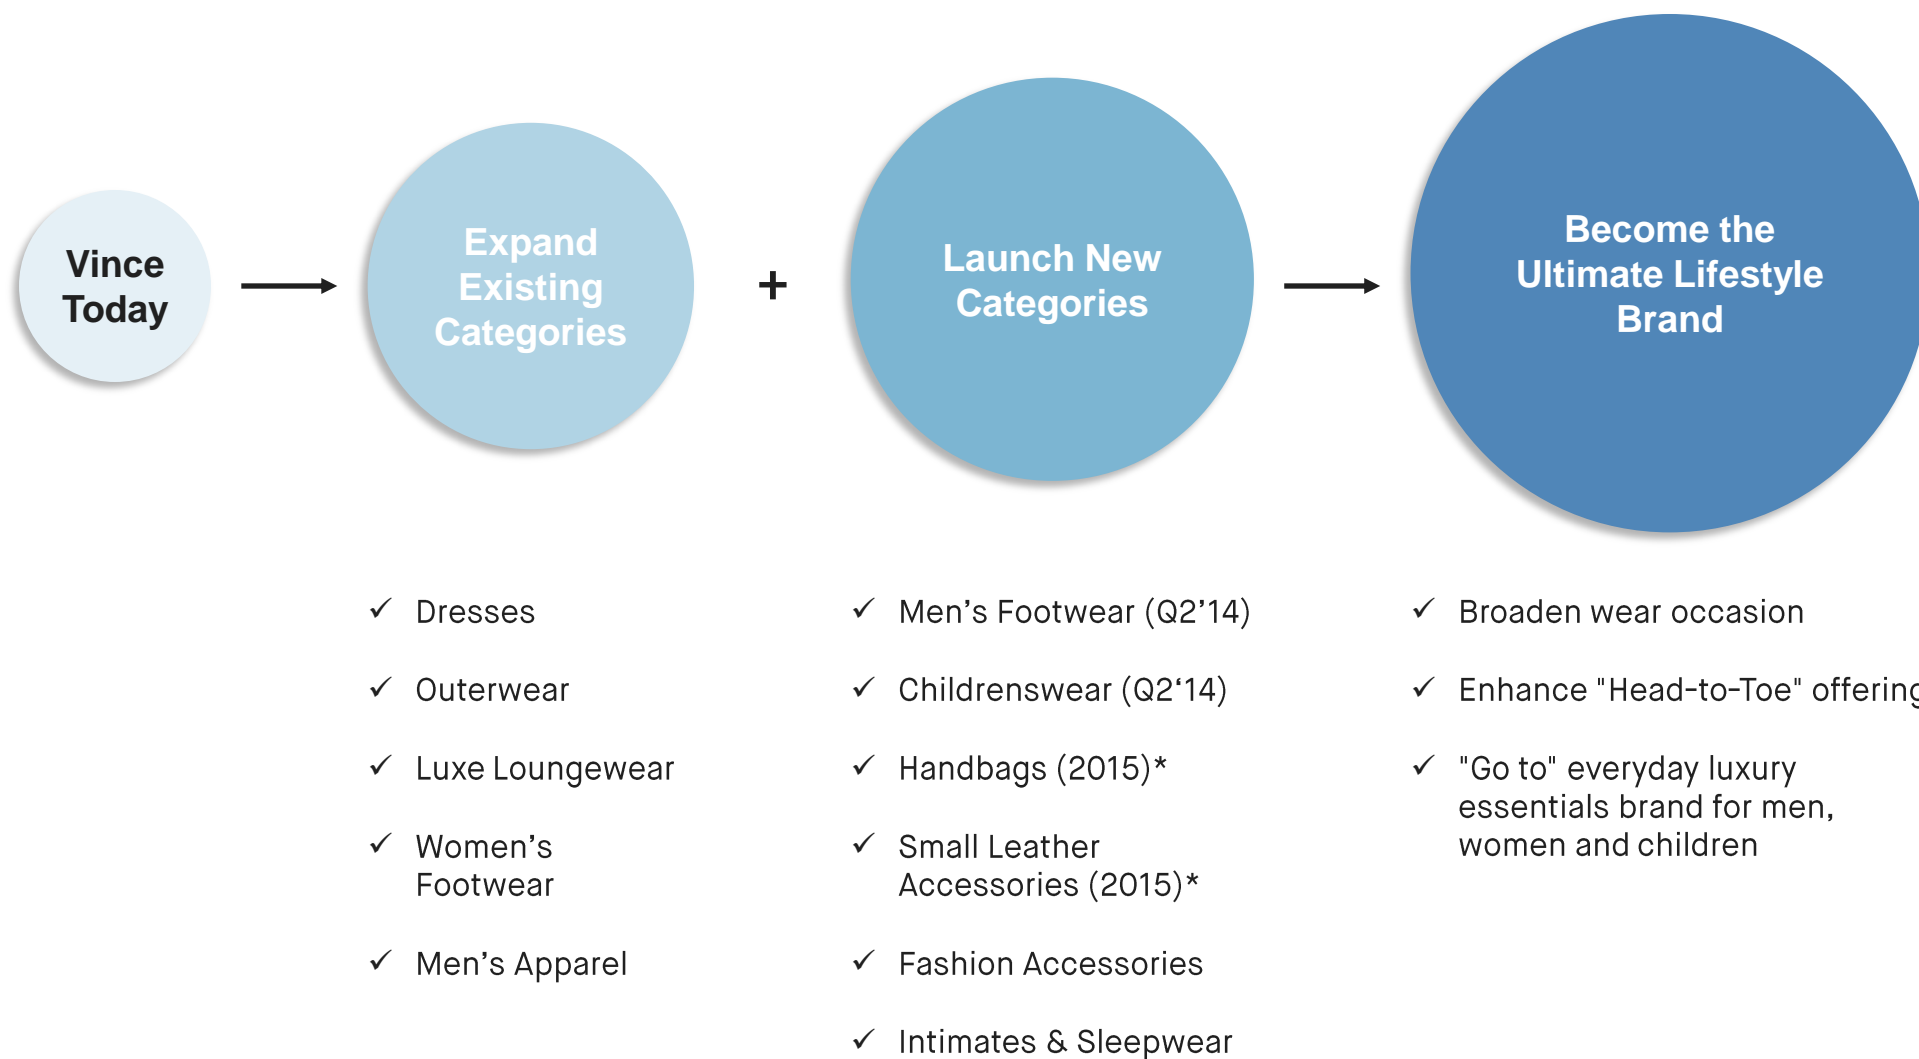 Vince
Today
Expand
Existing
Categories
+
Launch New
Categories
Become the
Ultimate Lifestyle
Brand
✓ Dresses
✓ Outerwear
✓ Luxe Loungewear
✓ Women’s
Footwear
✓ Men’s Apparel
✓ Men’s Footwear (Q2’14)
✓ Childrenswear (Q2‘14)
✓ Handbags (2015)*
✓ Small Leather
Accessories (2015)*
✓ Fashion Accessories
✓ Intimates & Sleepwear
✓ Broaden wear occasion
✓ Enhance "Head-to-Toe" offering
✓ "Go to" everyday luxury
essentials brand for men,
women and children